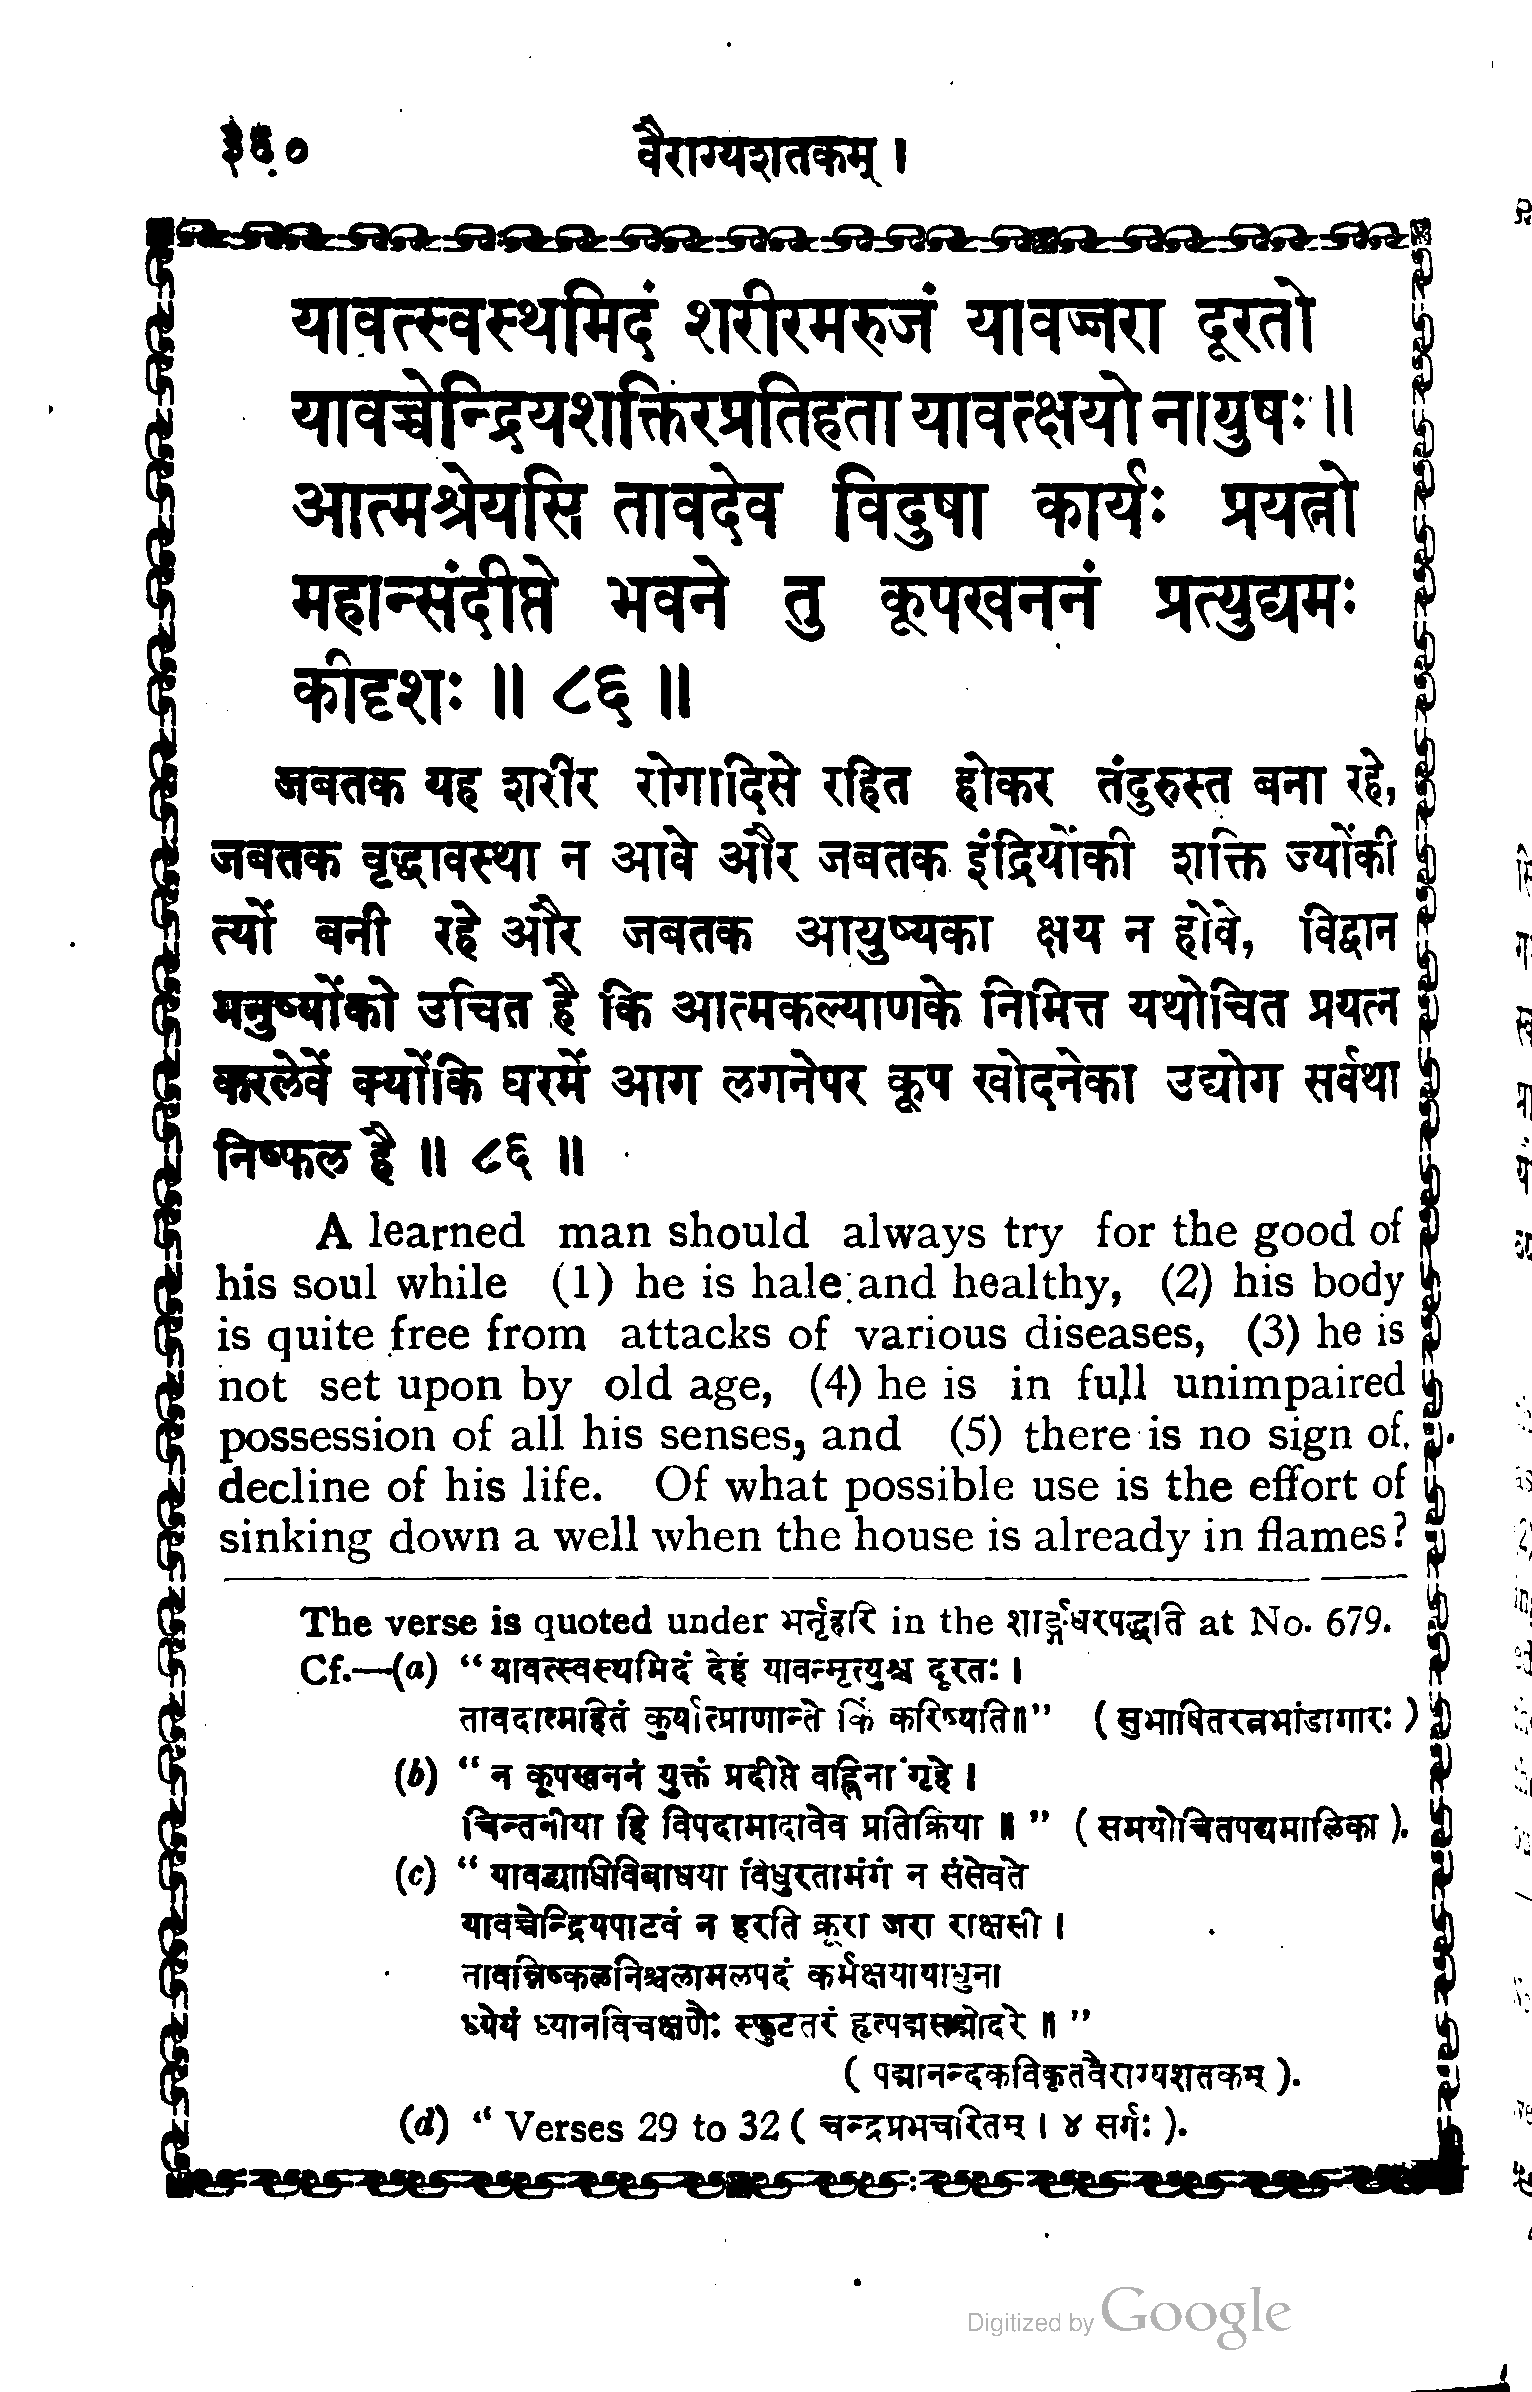 ३६०
वैराग्यशतकम् ।
यावत्स्वस्थमिदं शरीरमरुजं यावज्जरा दूरतो
यावच्चेन्द्रियशक्तिरप्रतिहता यावत्क्षयो नायुषः ॥
आत्मश्रेयसि तावदेव विदुषा कार्यः प्रयत्नो
महान्संदीप्ते भवने तु कूपखननं प्रत्युद्यमः
कीदृशः ॥ ८६ ॥
जबतक यह शरीर रोगादिसे रहित होकर तंदुरुस्त बना रहे,
जबतक वृद्धावस्था न आवे और जबतक इंद्रियोंकी शक्ति ज्योंकी
त्यों बनी रहे और जबतक आयुष्यका क्षय न होवे, विद्वान
मनुष्योंको उचित है कि आत्मकल्याणके निमित्त यथोचित प्रयत्न
करलेवें क्योंकि घरमें आग लगनेपर कूप खोदनेका उद्योग सर्वथा
निष्फल है ॥ ८६ ॥
A learned man should always try for the good of
his soul while (1) he is hale and healthy, (2) his body
is quite free from attacks of various diseases, (3) he is
not set upon by old age, (4) he is in full unimpaired
possession of all his senses, and (5) there is no sign of
decline of his life. Of what possible use is the effort of
sinking down a well when the house is already in flames?
The verse is quoted under भर्तृहरि in the शार्ङ्गधरपद्धति at No. 679.
Cf.—(a) “ यावत्स्वस्थमिदं देहं यावन्मृत्युश्च दूरतः ।
तावदात्महितं कुर्यात्प्राणान्ते किं करिष्यति॥” ( सुभाषितरत्नभांडागारः )
(b) “ न कूपखननं युक्तं प्रदीप्ते वह्निना गृहे ।
चिन्तनीया हि विपदामादावेव प्रतिक्रिया ॥ ” ( समयोचितपद्यमालिका ).
(c) “ यावद्व्याधिविबाधया विधुरतामंगं न संसेवते
यावच्चेन्द्रियपाटवं न हरति क्रूरा जरा राक्षसी ।
नावन्निष्कलनिश्चलामलपदं कर्मक्षयायाधुना
ध्येयं ध्यानविचक्षणैः स्फुटतरं हृत्पद्मसद्मोदरे ॥ ”
( पद्मानन्दकविकृतवैराग्यशतकम् ).
(d) “ Verses 29 to 32 ( चन्द्रप्रभचरितम् । ४ सर्गः ).
Digitized by Google